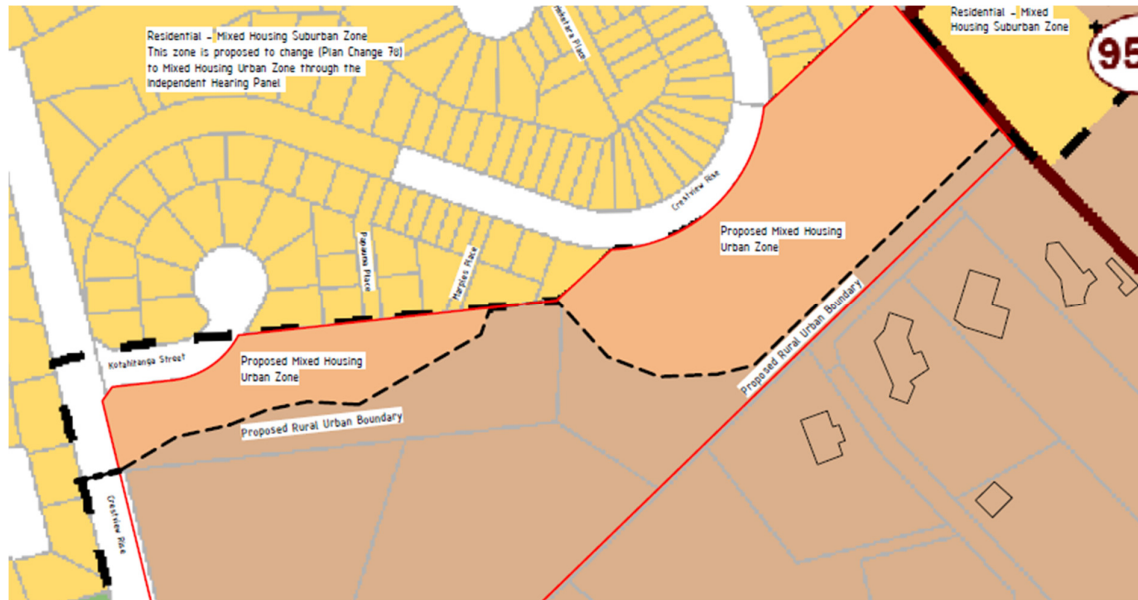 Residential - Mixed Housing Suburban Zone
This zone is proposed to change (Plan Change 78)
to Mixed Housing Urban Zone through the
Independent Hearing Panel
Residential - Mixed
Housing Suburban Zone
95
Crestview Rise
Proposed Mixed Housing
Urban Zone
Papauma Place
Marples Place
Kotahitanga Street
Proposed Mixed Housing
Urban Zone
Proposed Rural Urban Boundary
Proposed Rural Urban Boundary
Crestview Rise